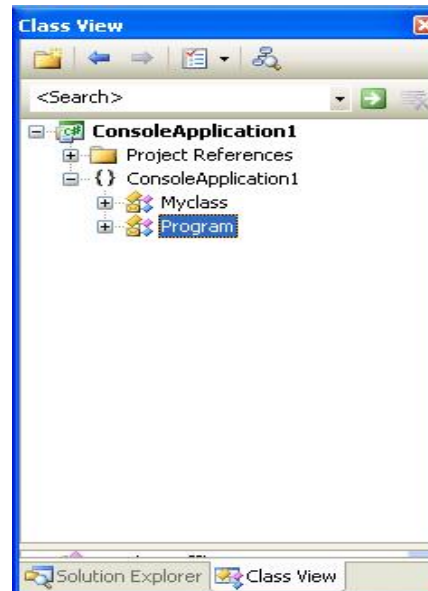 Class View
<Search>
ConsoleApplication1
Project References
{} ConsoleApplication1
Myclass
Program
Solution Explorer
Class View